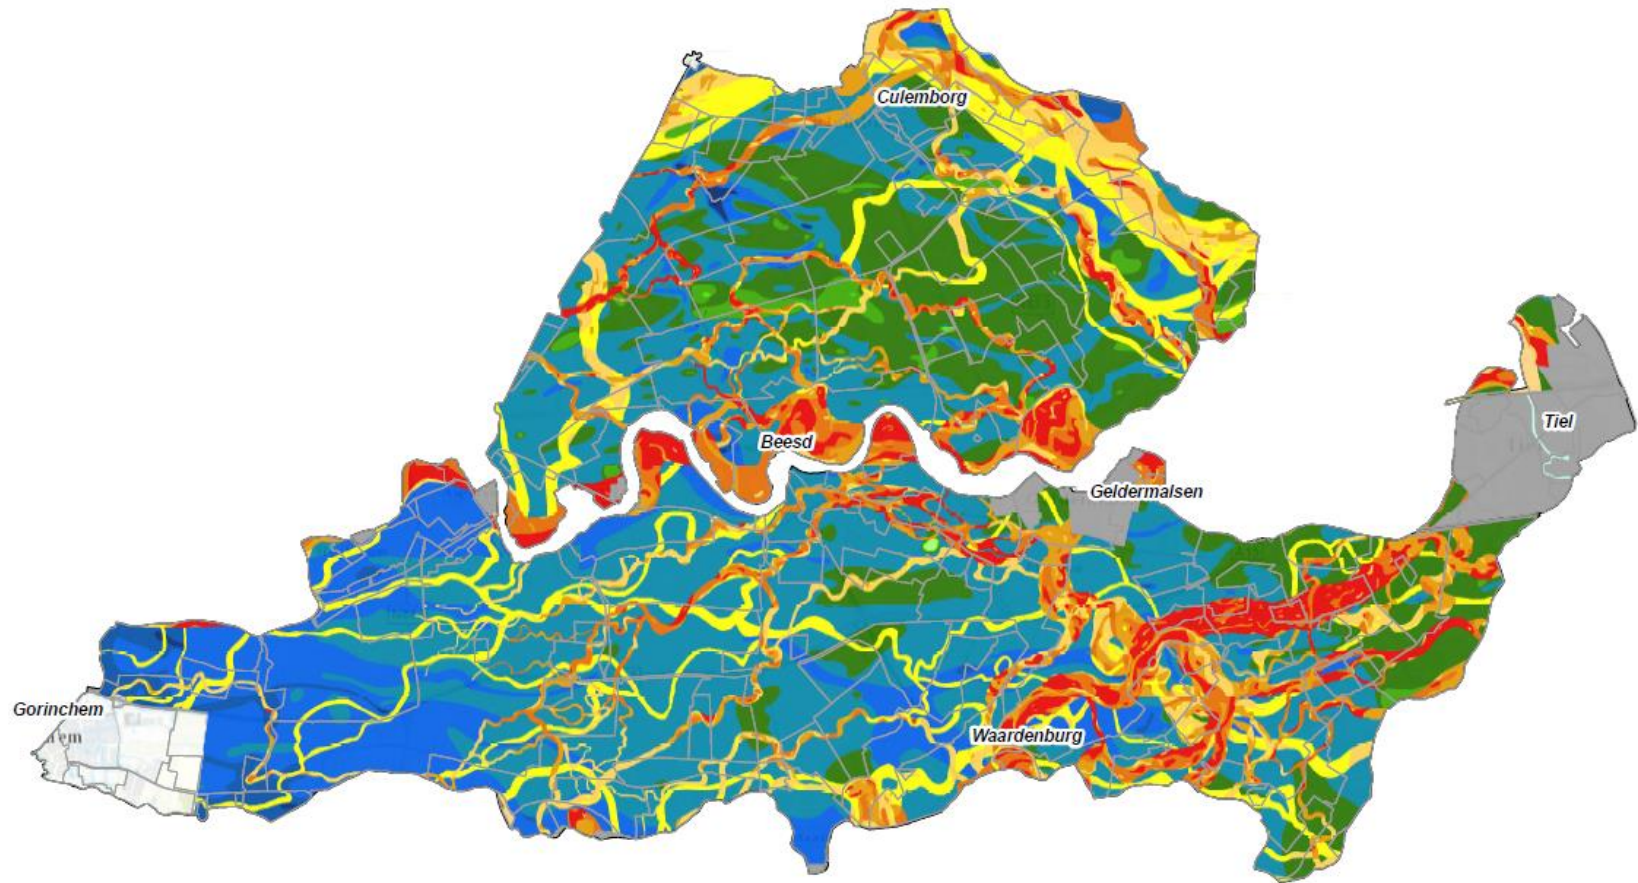 Culemborg
Tiel
Beesd
Geldermalsen
Gorinchem
Waardenburg